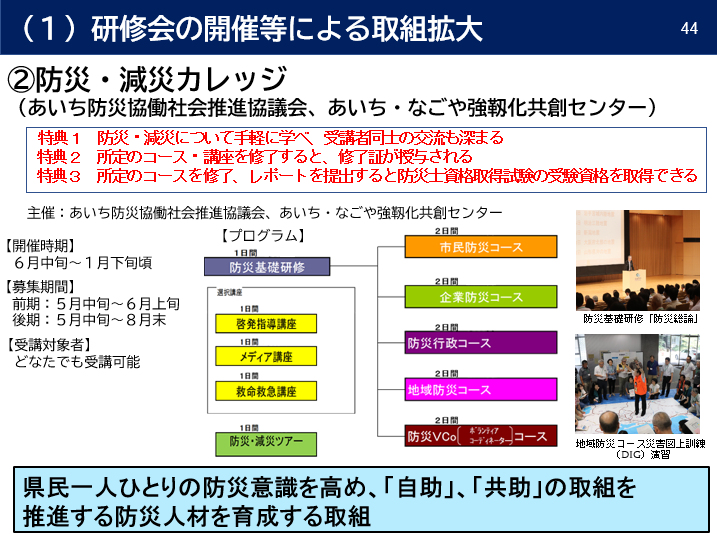 （１）研修会の開催等による取組拡大
44
②防災・減災カレッジ
（あいち防災協働社会推進協議会、あいち・なごや強靱化共創センター）
特典１　防災・減災について手軽に学べ、受講者同士の交流も深まる
特典２　所定のコース・講座を修了すると、修了証が授与される
特典３　所定のコースを修了、レポートを提出すると防災士資格取得試験の受験資格を取得できる
主催：あいち防災協働社会推進協議会、あいち・なごや強靱化共創センター
【開催時期】
６月中旬～１月下旬頃
【募集期間】
前期：５月中旬～６月上旬
後期：５月中旬～８月末
【受講対象者】
どなたでも受講可能
【プログラム】
1日間
防災基礎研修
選択講座
1日間
啓発指導講座
1日間
メディア講座
1日間
救命救急講座
1日間
防災・減災ツアー
2日間
市民防災コース
2日間
企業防災コース
2日間
防災行政コース
2日間
地域防災コース
2日間
防災VCo（ボランティアコーディネーター）コース
防災基礎研修「防災総論」
地域防災コース災害図上訓練
（DIG）演習
県民一人ひとりの防災意識を高め、「自助」、「共助」の取組を
推進する防災人材を育成する取組